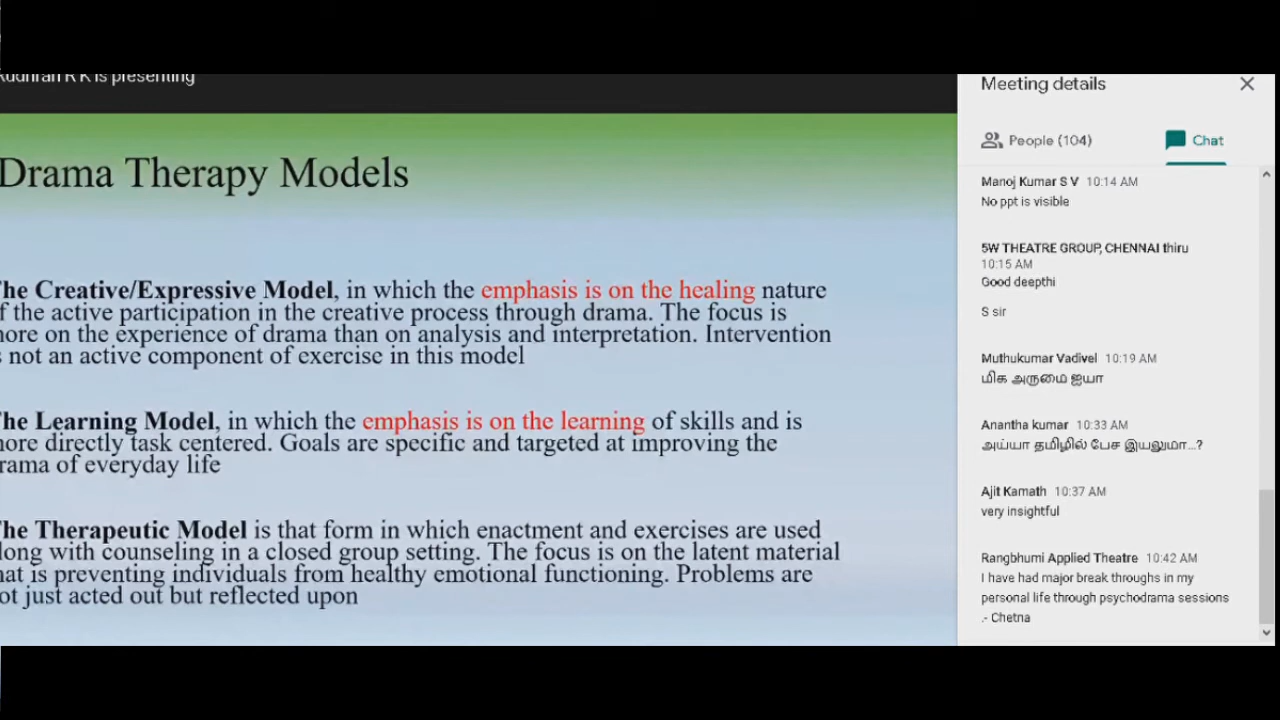 R K is presenting
Drama Therapy Models
he Creative/Expressive Model, in which the emphasis is on the healing nature
f the active participation in the creative process through drama. The focus is
ore on the experience of drama than on analysis and interpretation. Intervention
s not an active component of exercise in this model
he Learning Model, in which the emphasis is on the learning of skills and is
ore directly task centered. Goals are specific and targeted at improving the
rama of everyday life
he Therapeutic Model is that form in which enactment and exercises are used
long with counseling in a closed group setting. The focus is on the latent material
hat is preventing individuals from healthy emotional functioning. Problems are
ot just acted out but reflected upon
Meeting details
People (104)
Chat
Manoj Kumar S V 10:14 AM
No ppt is visible
5W THEATRE GROUP, CHENNAI thiru
10:15 AM
Good deepthi
S sir
Muthukumar Vadivel 10:19 AM
மிக அருமை ஐயா
Anantha kumar 10:33 AM
அய்யா தமிழில் பேச இயலுமா...?
Ajit Kamath 10:37 AM
very insightful
Rangbhumi Applied Theatre 10:42 AM
I have had major break throughs in my
personal life through psychodrama sessions
.- Chetna